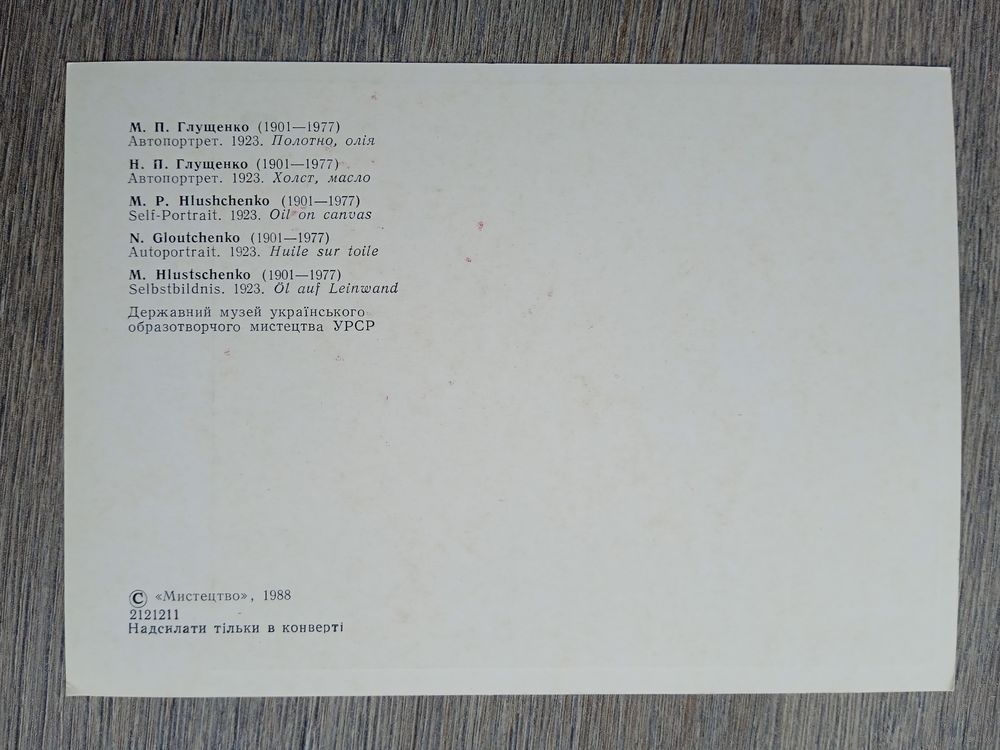 М. П. Глущенко (1901—1977)
Автопортрет. 1923. Полотно, олія
Н. П. Глущенко (1901—1977)
Автопортрет. 1923. Холст, масло
M. P. Hlushchenko (1901—1977)
Self-Portrait. 1923. Oil on canvas
N. Gloutchenko (1901—1977)
Autoportrait. 1923. Huile sur toile
M. Hlustschenko (1901—1977)
Selbstbildnis. 1923. Öl auf Leinwand
Державний музей українського
образотворчого мистецтва УРСР
© «Мистецтво», 1988
2121211
Надсилати тільки в конверті